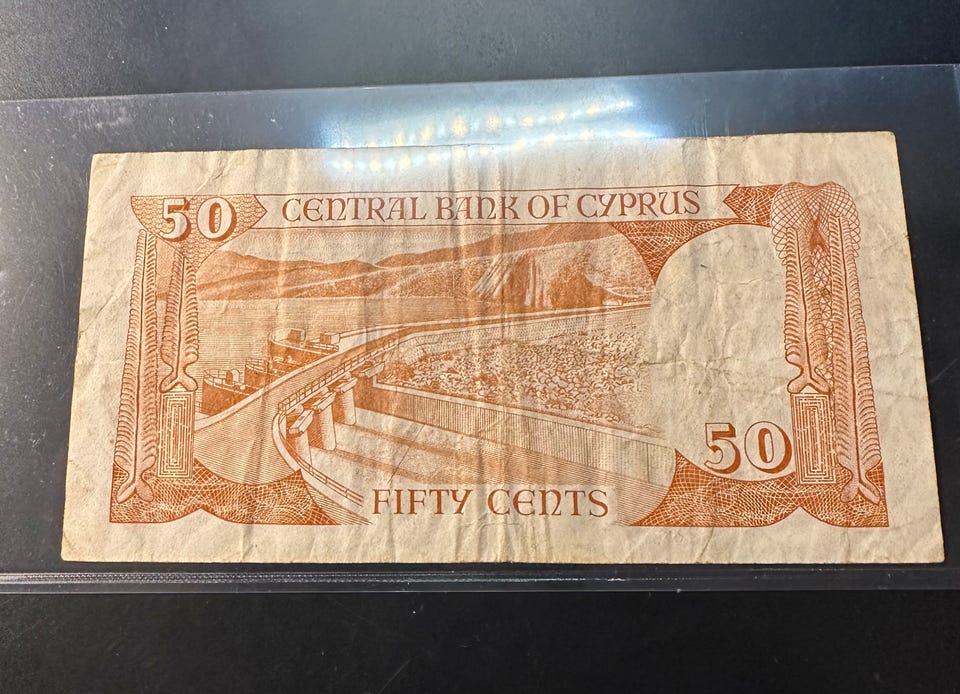 50 CENTRAL BANK OF CYPRUS
50
FIFTY CENTS